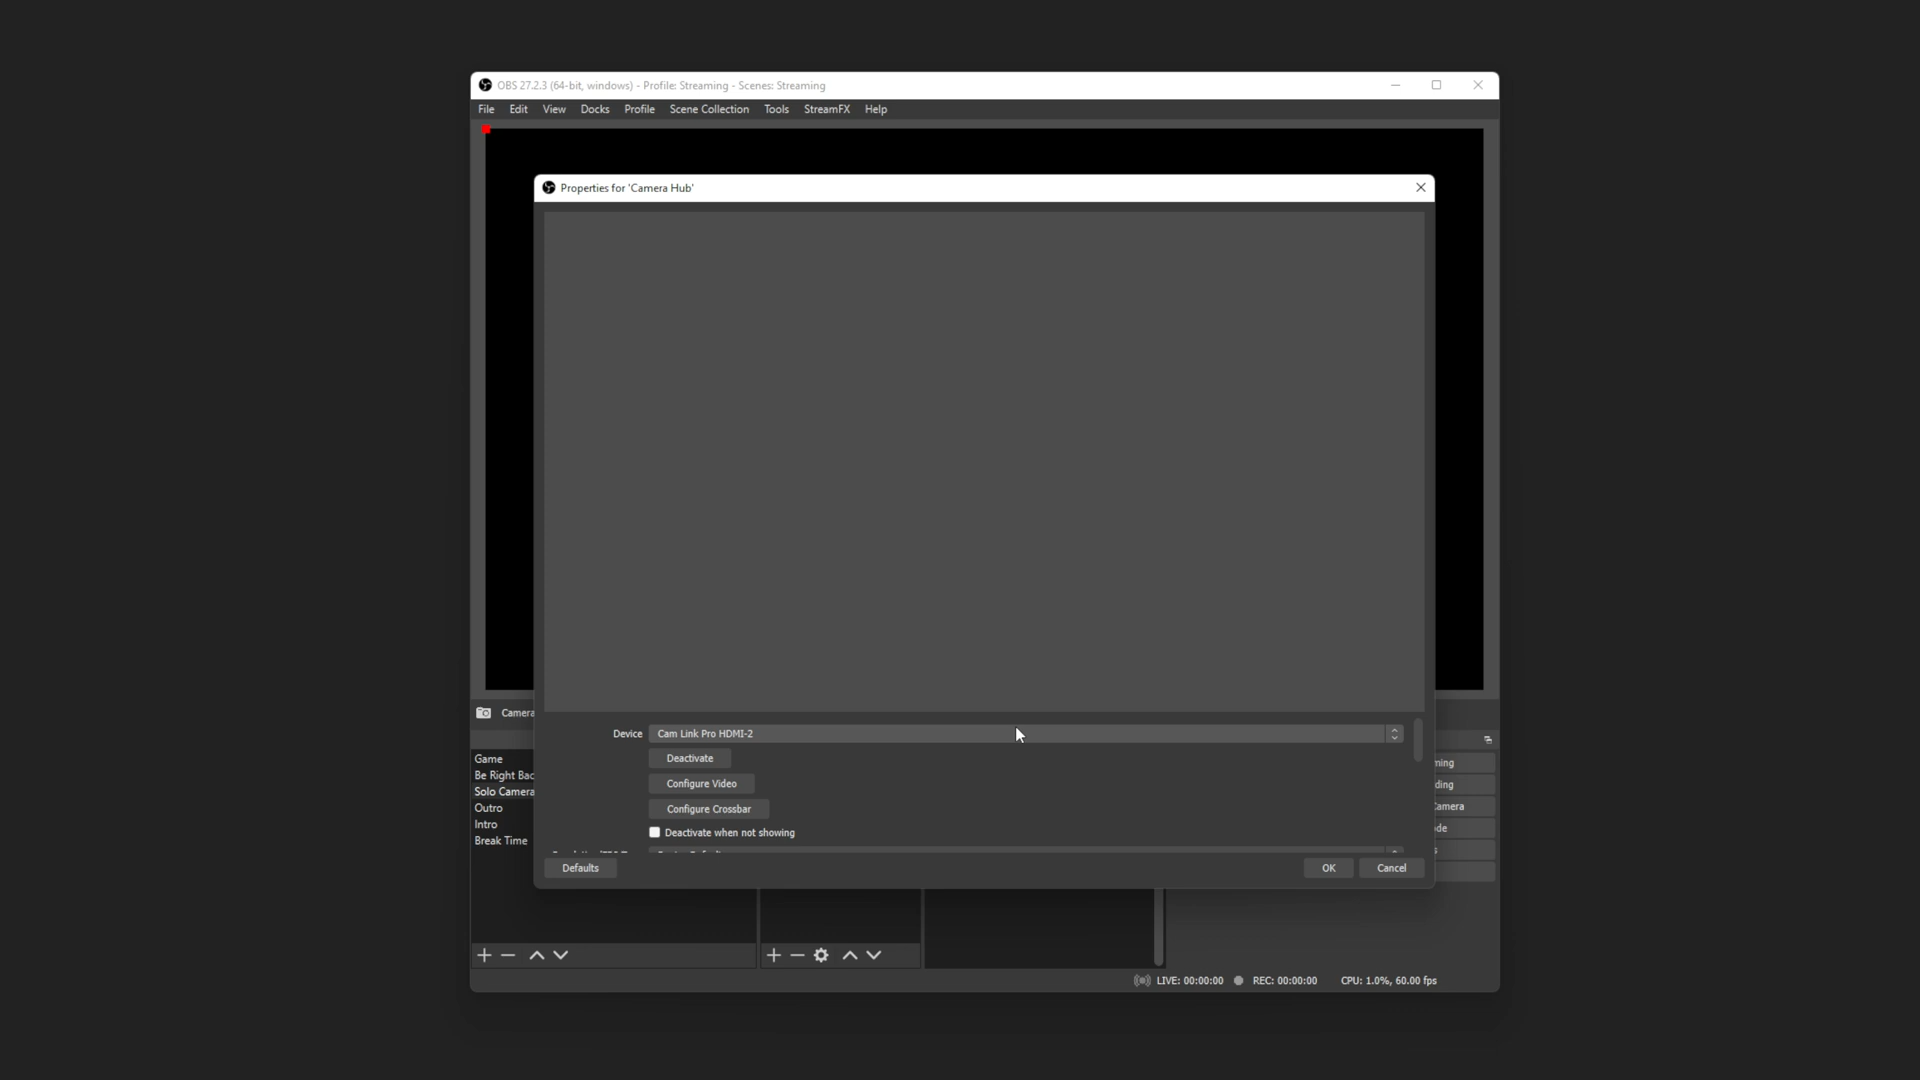 OBS 27.2.3 (64-bit, windows) - Profile: Streaming - Scenes: Streaming
File Edit View Docks Profile Scene Collection Tools StreamFX Help
Properties for 'Camera Hub'
Camera
Device Cam Link Pro HDMI-2
Deactivate
Configure Video
Configure Crossbar
Deactivate when not showing
Defaults OK Cancel
Game
Be Right Bac
Solo Camera
Outro
Intro
Break Time
ming
ding
Camera
de
s
LIVE: 00:00:00 REC: 00:00:00 CPU: 1.0%, 60.00 fps